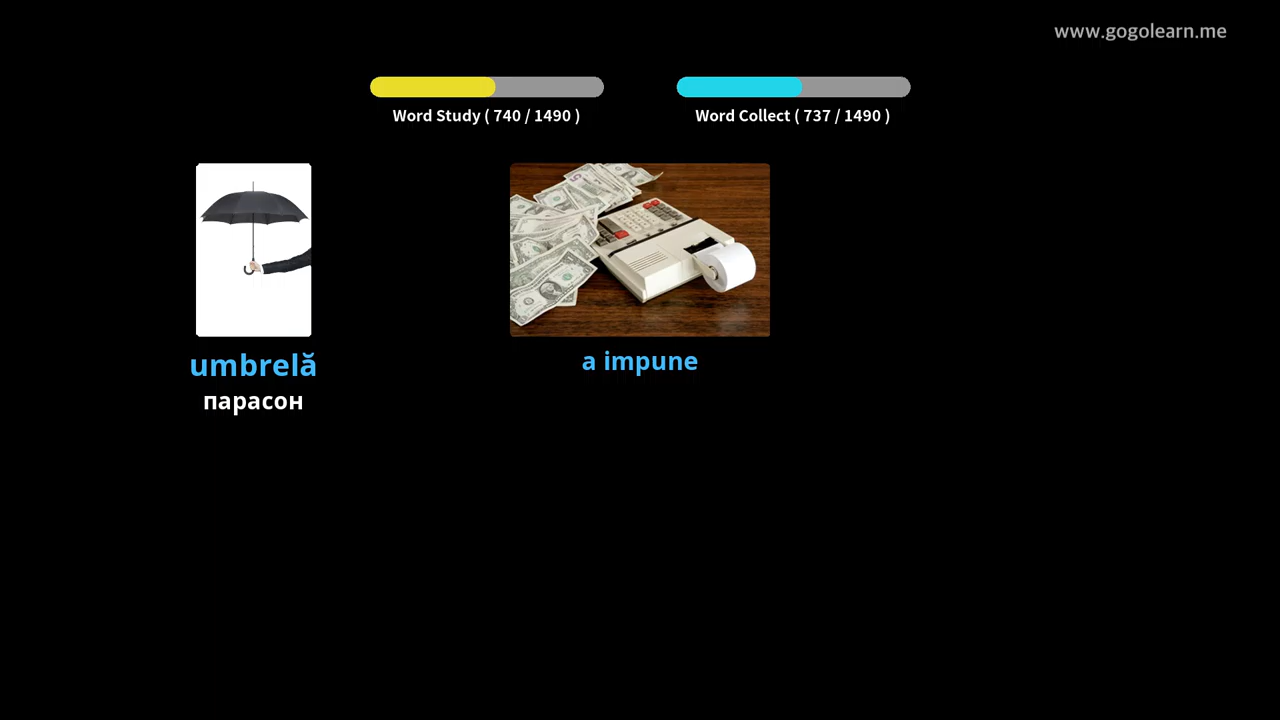 www.gogolearn.me
Word Study ( 740 / 1490 )
Word Collect ( 737 / 1490 )
umbrelă
парасон
a impune